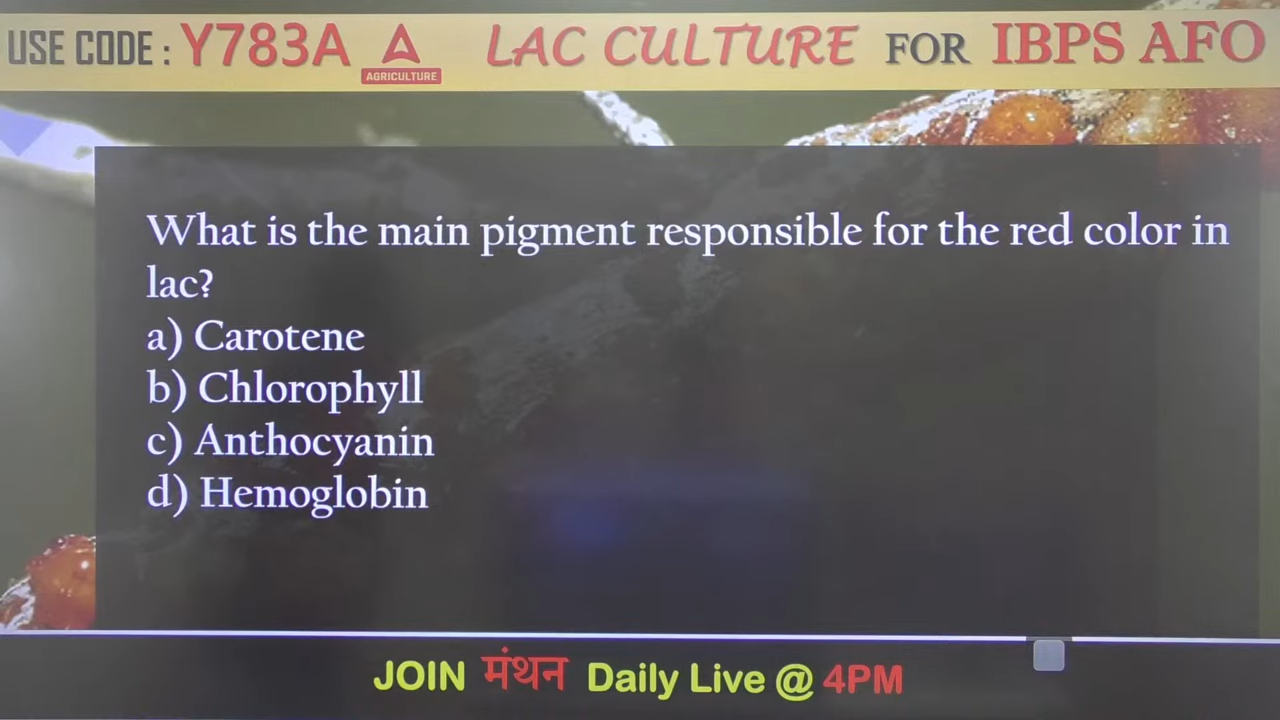 USE CODE : Y783A AGRICULTURE LAC CULTURE FOR IBPS AFO
What is the main pigment responsible for the red color in
lac?
a) Carotene
b) Chlorophyll
c) Anthocyanin
d) Hemoglobin
JOIN मंथन Daily Live @ 4PM